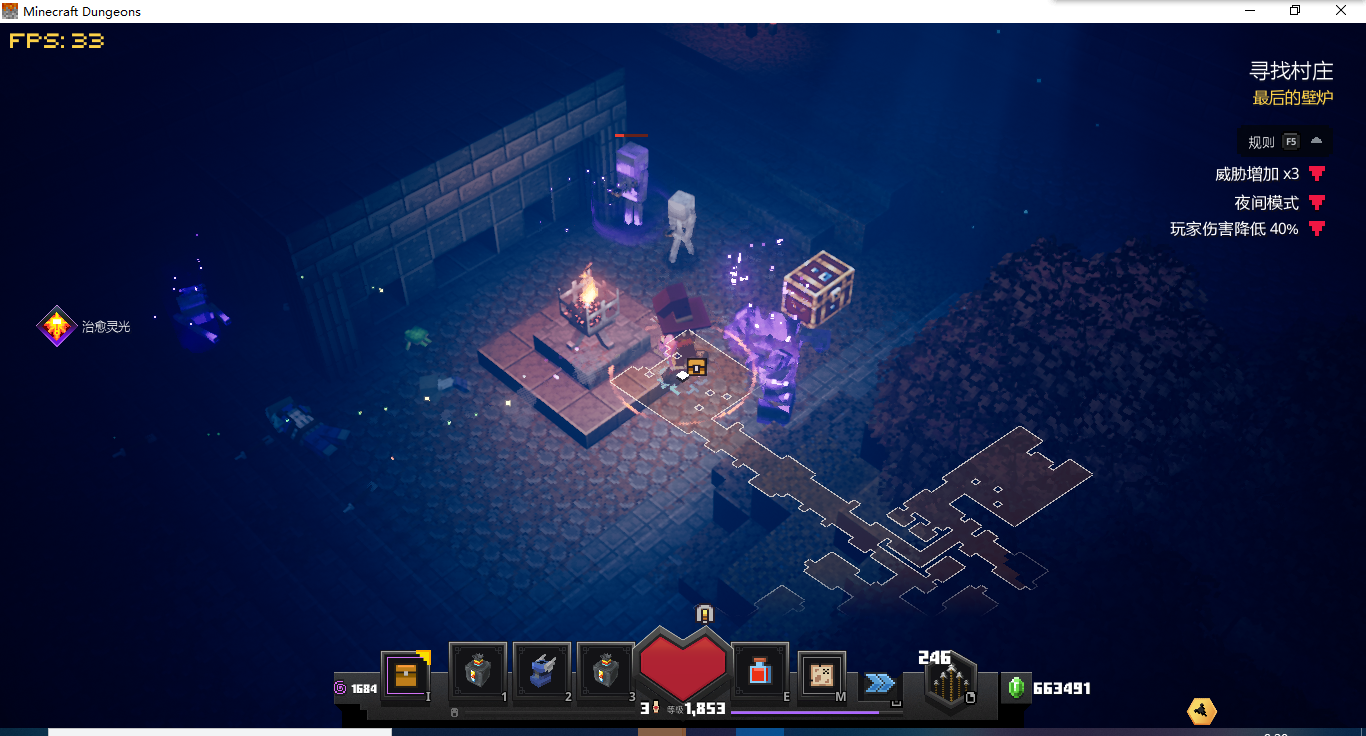 Minecraft Dungeons
FPS: 33
寻找村庄
最后的壁炉
规则 F5
威胁增加 x3
夜间模式
玩家伤害降低 40%
治愈灵光
1684
I
1
2
3
E
M
246
663491
3 等级 1,853